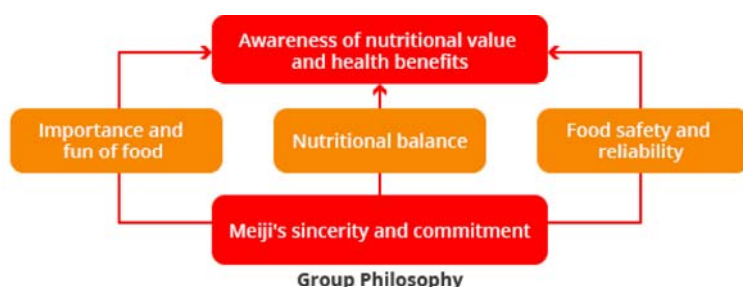 Awareness of nutritional value
and health benefits
Importance and
fun of food
Nutritional balance
Food safety and
reliability
Meiji's sincerity and commitment
Group Philosophy